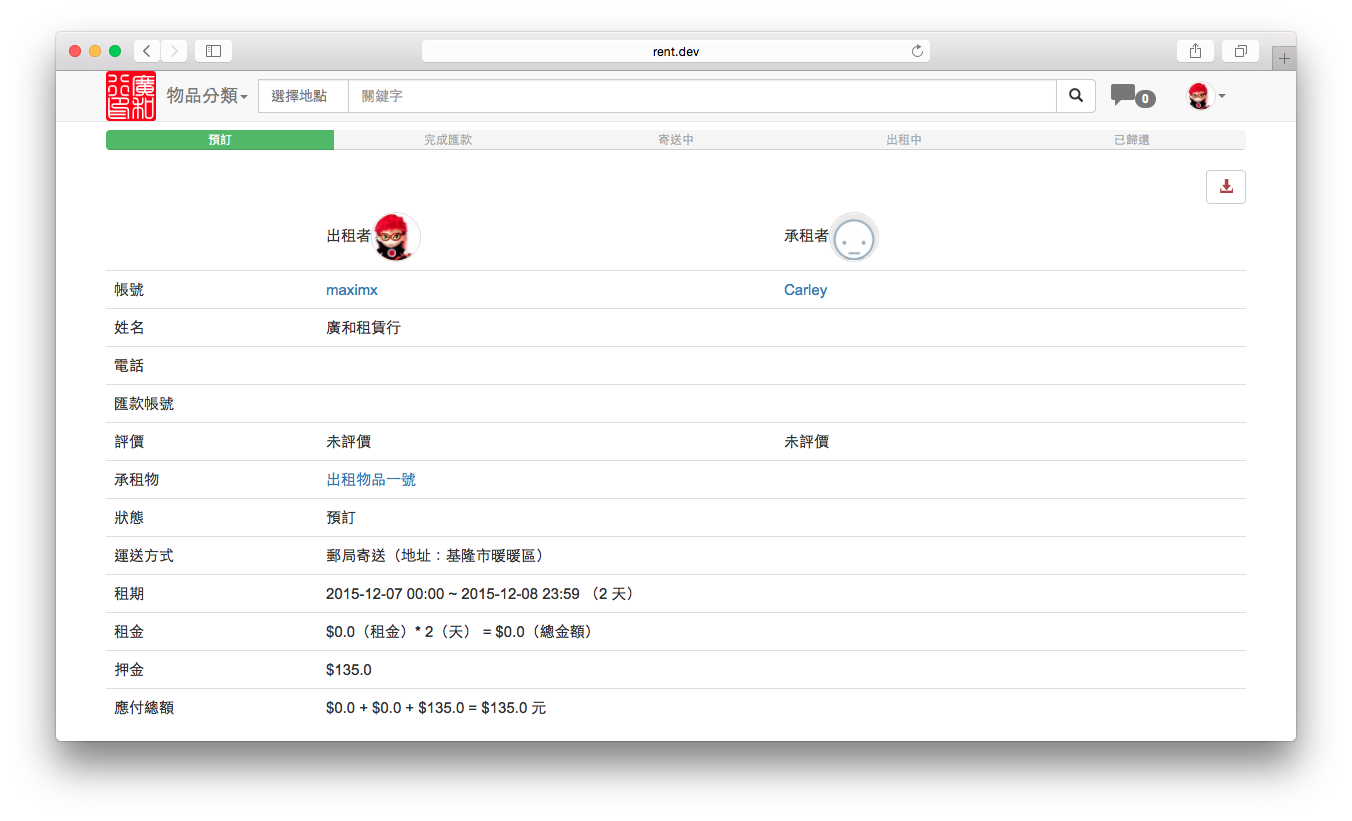 rent.dev
廣和 物品分類 選擇地點 關鍵字 0
預訂 完成匯款 寄送中 出租中 已歸還
出租者 承租者
帳號 maximx Carley
姓名 廣和租賃行
電話
匯款帳號
評價 未評價 未評價
承租物 出租物品一號
狀態 預訂
運送方式 郵局寄送（地址：基隆市暖暖區）
租期 2015-12-07 00:00 ~ 2015-12-08 23:59 （2 天）
租金 $0.0（租金）* 2（天） = $0.0（總金額）
押金 $135.0
應付總額 $0.0 + $0.0 + $135.0 = $135.0 元